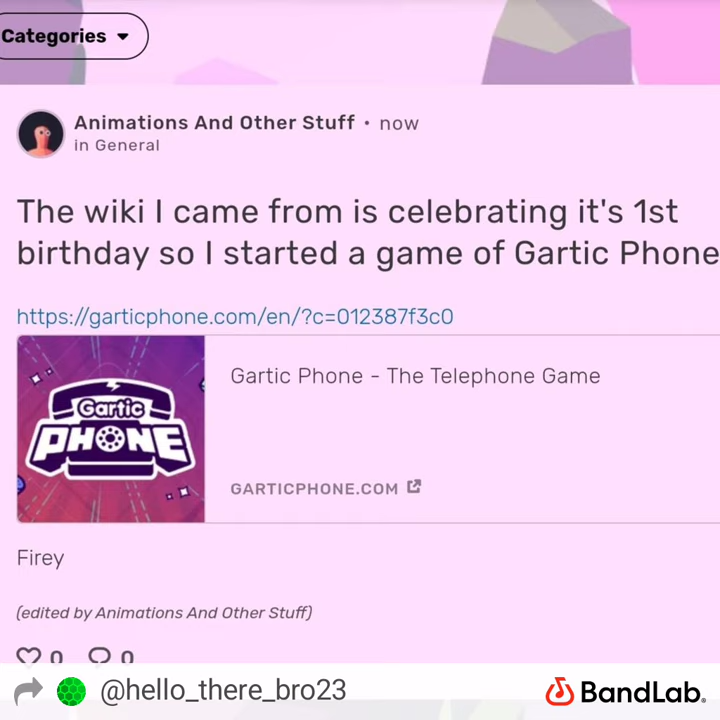 Categories
Animations And Other Stuff • now
in General
The wiki I came from is celebrating it's 1st
birthday so I started a game of Gartic Phone
https://garticphone.com/en/?c=012387f3c0
Gartic
PHONE
Gartic Phone - The Telephone Game
GARTICPHONE.COM
Firey
(edited by Animations And Other Stuff)
0 0
@hello_there_bro23
BandLab